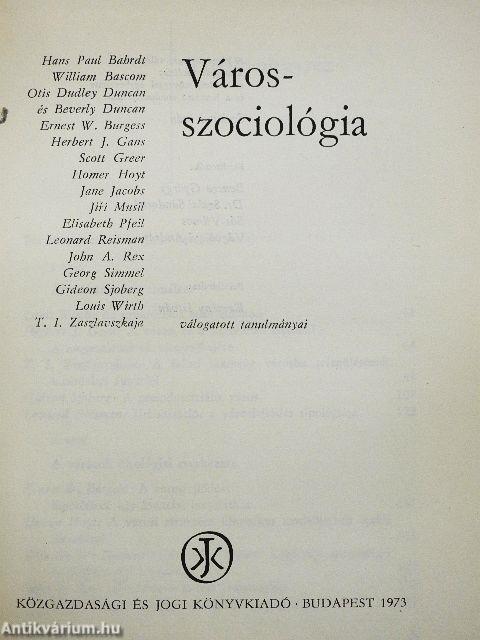 Hans Paul Bahrdt
William Bascom
Otis Dudley Duncan
és Beverly Duncan
Ernest W. Burgess
Herbert J. Gans
Scott Greer
Homer Hoyt
Jane Jacobs
Jiří Musil
Elisabeth Pfeil
Leonard Reisman
John A. Rex
Georg Simmel
Gideon Sjoberg
Louis Wirth
T. I. Zaszlavszkaja
Város-
szociológia
válogatott tanulmányai
KJK
KÖZGAZDASÁGI ÉS JOGI KÖNYVKIADÓ · BUDAPEST 1973
Antikvárium.hu